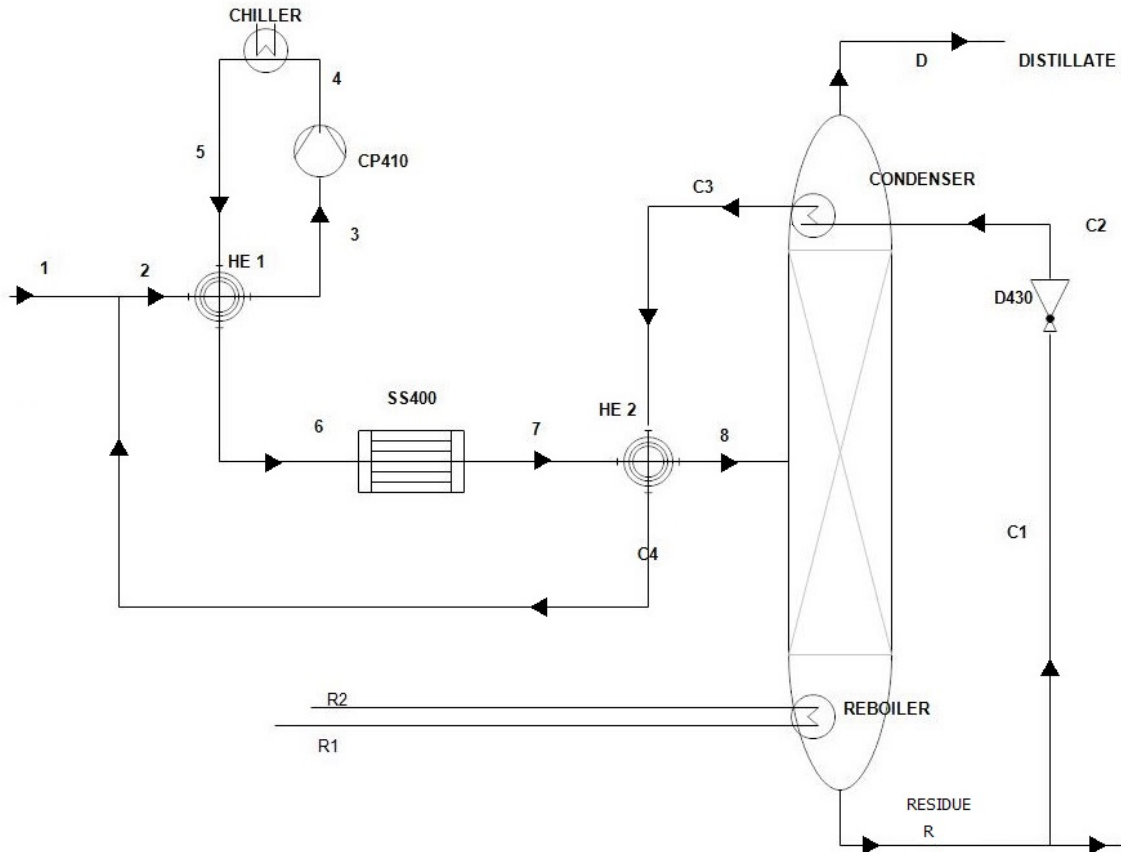 CHILLER
4
D
DISTILLATE
5
CP410
C3
CONDENSER
3
C2
HE 1
1
2
D430
SS400
HE 2
6
7
8
C1
C4
R2
REBOILER
R1
RESIDUE
R